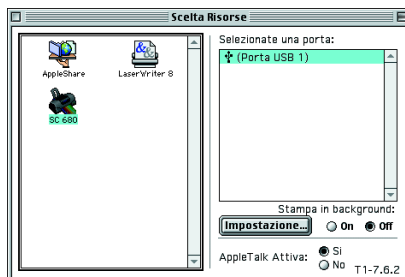 Scelta Risorse
AppleShare
LaserWriter 8
SC 680
Selezionate una porta:
(Porta USB 1)
Stampa in background:
Impostazione...
On
Off
AppleTalk Attiva:
Si
No
T1-7.6.2